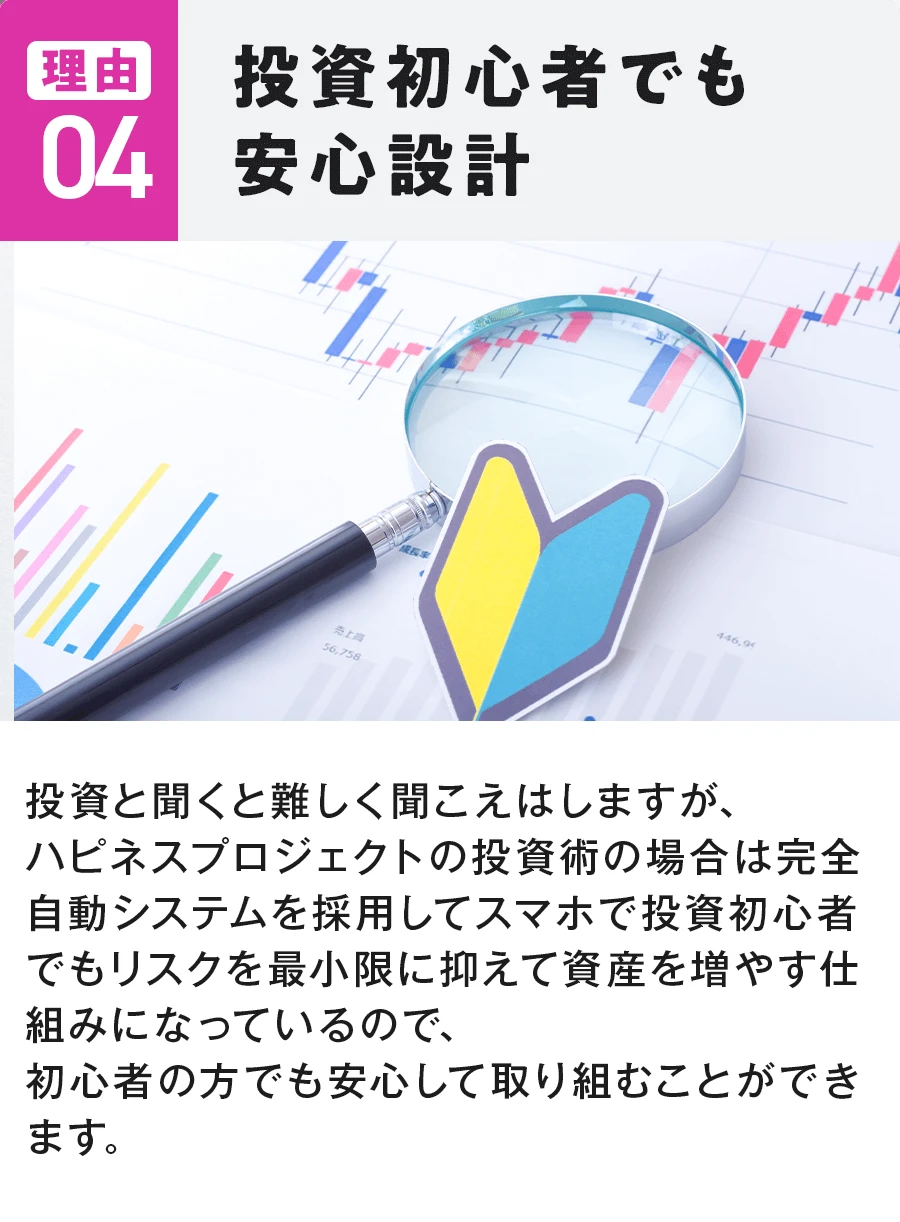 理由
04
投資初心者でも
安心設計
成長率
売上高
56,758
446,9
投資と聞くと難しく聞こえはしますが、
ハピネスプロジェクトの投資術の場合は完全
自動システムを採用してスマホで投資初心者
でもリスクを最小限に抑えて資産を増やす仕
組みになっているので、
初心者の方でも安心して取り組むことができ
ます。